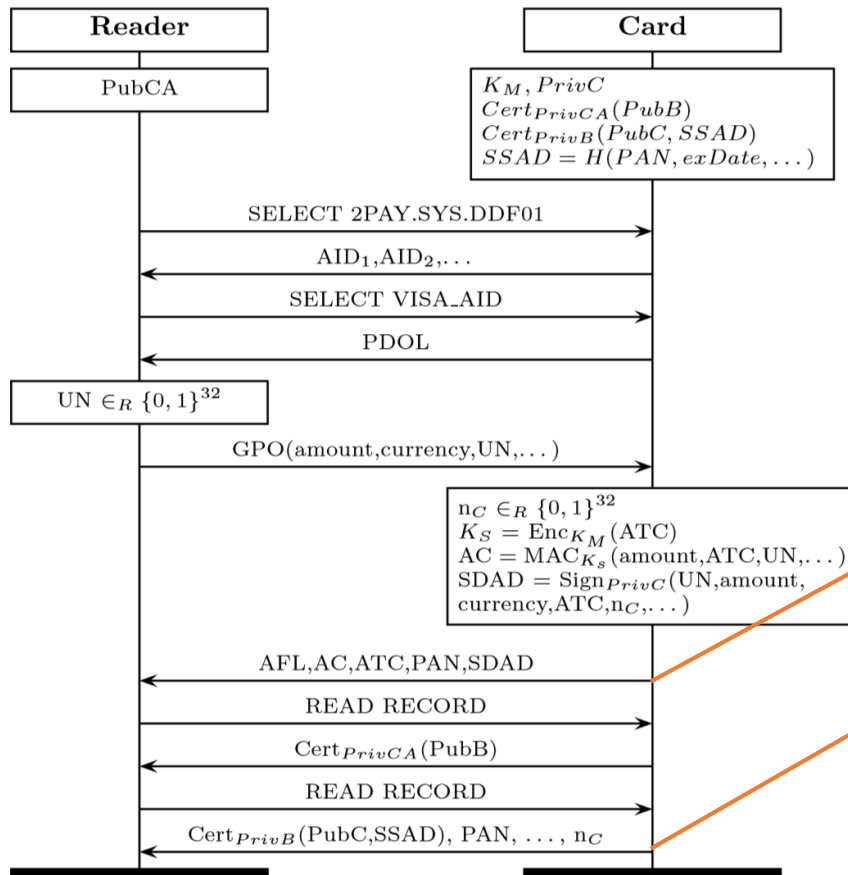 Reader
Card
PubCA
K_M, PrivC
Cert_PrivCA(PubB)
Cert_PrivB(PubC, SSAD)
SSAD = H(PAN, exDate, . . . )
SELECT 2PAY.SYS.DDF01
AID₁,AID₂,. . .
SELECT VISA_AID
PDOL
UN ∈_R {0, 1}³²
GPO(amount,currency,UN,. . . )
n_C ∈_R {0, 1}³²
K_S = Enc_K_M(ATC)
AC = MAC_K_s(amount,ATC,UN,. . . )
SDAD = Sign_PrivC(UN,amount,
currency,ATC,n_C,. . . )
AFL,AC,ATC,PAN,SDAD
READ RECORD
Cert_PrivCA(PubB)
READ RECORD
Cert_PrivB(PubC,SSAD), PAN, . . . , n_C